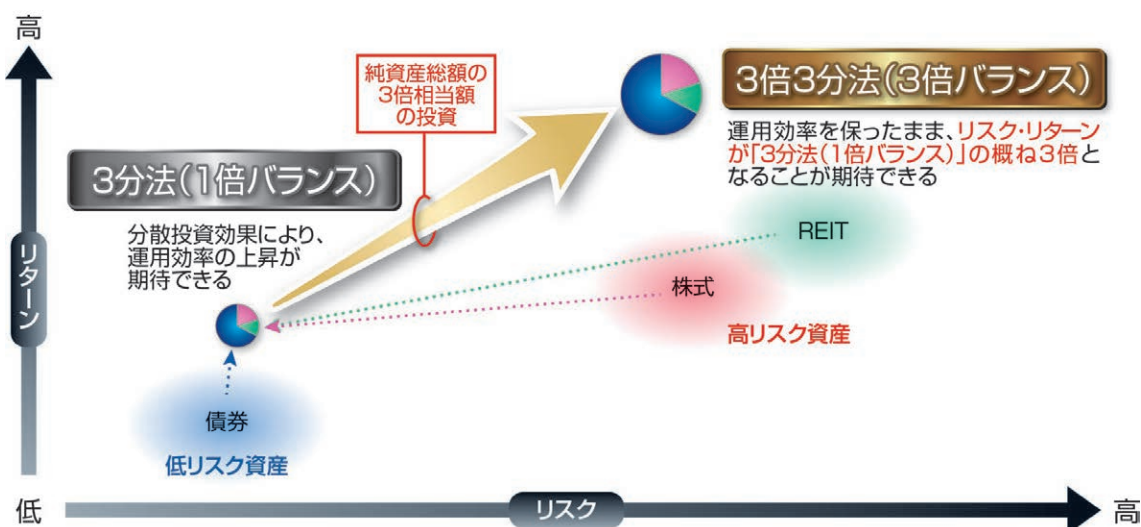 高
純資産総額の
3倍相当額
の投資
3倍3分法(3倍バランス)
運用効率を保ったまま、リスク・リターン
が「3分法(1倍バランス)」の概ね3倍と
なることが期待できる
3分法(1倍バランス)
分散投資効果により、
運用効率の上昇が
期待できる
REIT
リターン
株式
高リスク資産
債券
低リスク資産
低
リスク
高